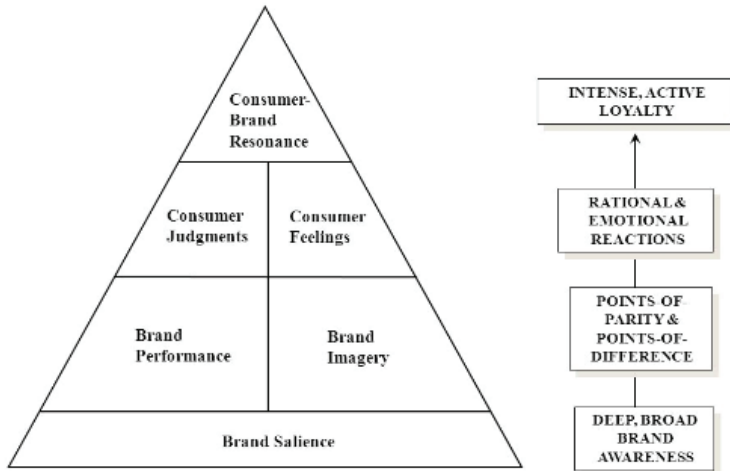 Consumer-
Brand
Resonance
Consumer
Judgments
Consumer
Feelings
Brand
Performance
Brand
Imagery
Brand Salience
INTENSE, ACTIVE
LOYALTY
RATIONAL &
EMOTIONAL
REACTIONS
POINTS-OF-
PARITY &
POINTS-OF-
DIFFERENCE
DEEP, BROAD
BRAND
AWARENESS